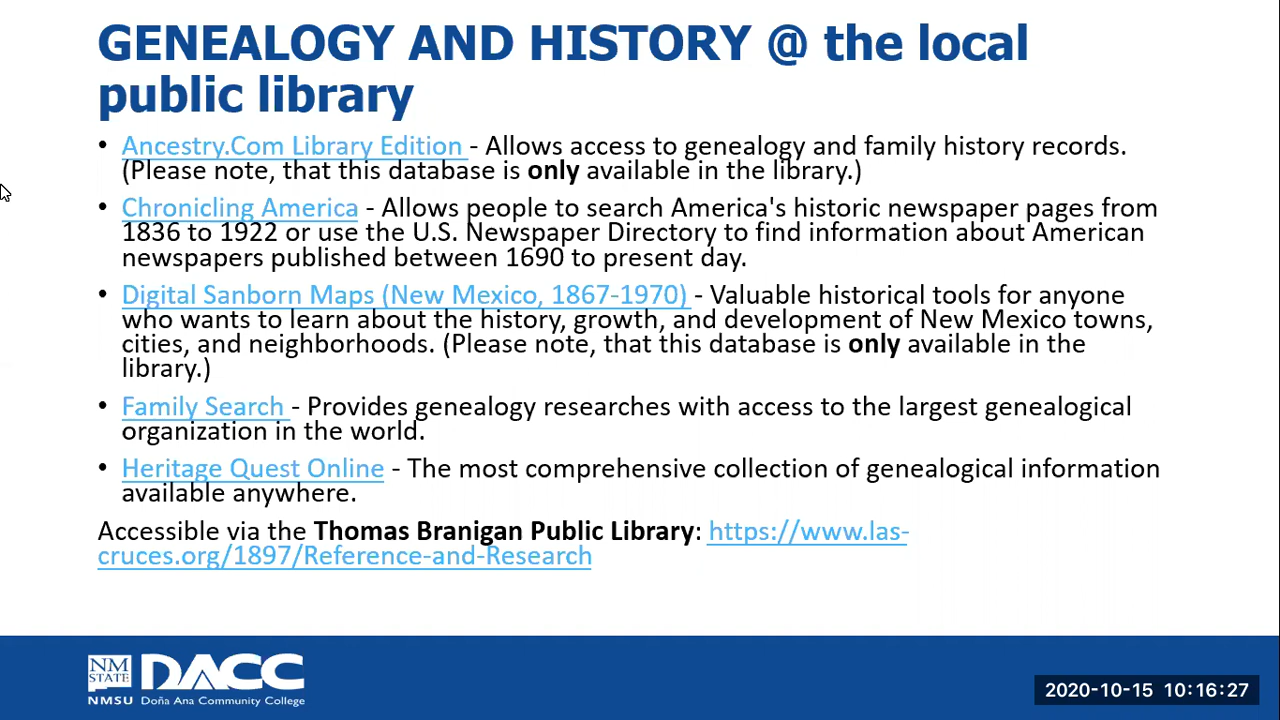 GENEALOGY AND HISTORY @ the local
public library
• Ancestry.Com Library Edition - Allows access to genealogy and family history records.
(Please note, that this database is only available in the library.)
• Chronicling America - Allows people to search America's historic newspaper pages from
1836 to 1922 or use the U.S. Newspaper Directory to find information about American
newspapers published between 1690 to present day.
• Digital Sanborn Maps (New Mexico, 1867-1970) - Valuable historical tools for anyone
who wants to learn about the history, growth, and development of New Mexico towns,
cities, and neighborhoods. (Please note, that this database is only available in the
library.)
• Family Search - Provides genealogy researches with access to the largest genealogical
organization in the world.
• Heritage Quest Online - The most comprehensive collection of genealogical information
available anywhere.
Accessible via the Thomas Branigan Public Library: https://www.las-
cruces.org/1897/Reference-and-Research
NM
STATE
NMSU
DACC
Doña Ana Community College
2020-10-15 10:16:27